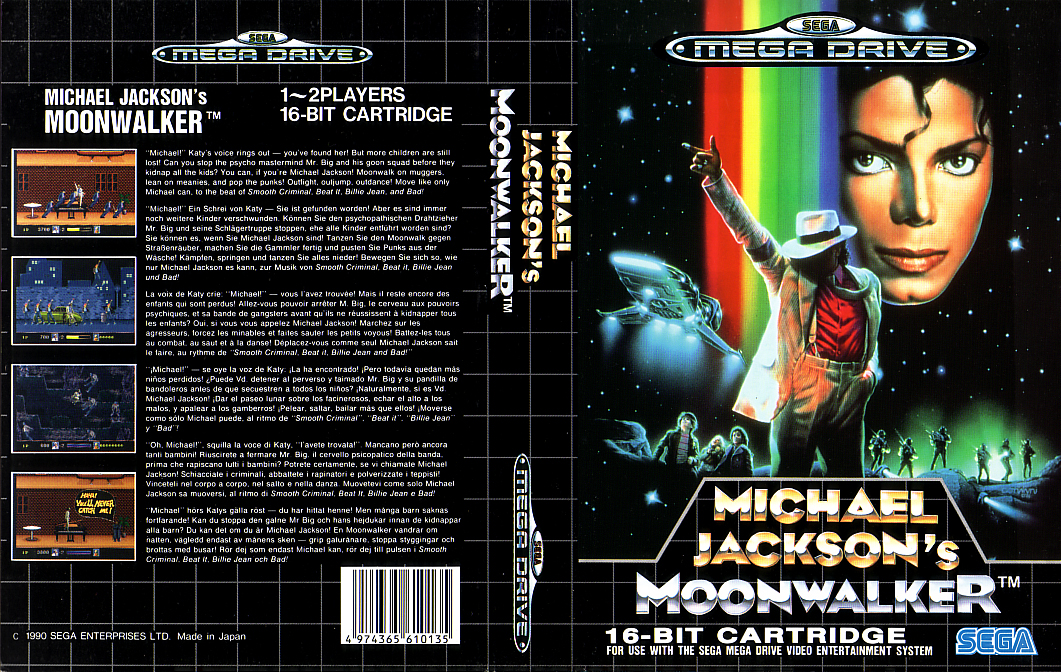 SEGA
MEGA DRIVE
MICHAEL JACKSON's
MOONWALKER™
1~2PLAYERS
16-BIT CARTRIDGE
"Michael!" Katy's voice rings out — you've found her! But more children are still
lost! Can you stop the psycho mastermind Mr. Big and his goon squad before they
kidnap all the kids? You can, if you're Michael Jackson! Moonwalk on muggers,
lean on meanies, and pop the punks! Outfight, outjump, outdance! Move like only
Michael can, to the beat of Smooth Criminal, Beat it, Billie Jean, and Bad!
"Michael!" Ein Schrei von Katy — Sie ist gefunden worden! Aber es sind immer
noch weitere Kinder verschwunden. Können Sie den psychopathischen Drahtzieher
Mr. Big und seine Schlägertruppe stoppen, ehe alle Kinder entführt worden sind?
Sie können es, wenn Sie Michael Jackson sind! Tanzen Sie den Moonwalk gegen
Straßenräuber, machen Sie die Gammler fertig und pusten Sie Punks aus der
Wäsche! Kämpfen, springen und tanzen Sie alles nieder! Bewegen Sie sich so, wie
nur Michael Jackson es kann, zur Musik von Smooth Criminal, Beat it, Billie Jean
und Bad!
La voix de Katy crie: "Michael!" — vous l'avez trouvée! Mais il reste encore des
enfants qui sont perdus! Allez-vous pouvoir arrêter M. Big, le cerveau aux pouvoirs
psychiques, et sa bande de gangsters avant qu'ils ne réussissent à kidnapper tous
les enfants? Oui, si vous vous appelez Michael Jackson! Marchez sur les
agresseurs, forcez les minables et faites sauter les petits voyous! Battez-les tous
au combat, au saut et à la danse! Déplacez-vous comme seul Michael Jackson sait
le faire, au rythme de "Smooth Criminal, Beat it, Billie Jean and Bad!"
"¡Michael!" — se oye la voz de Katy: ¡La ha encontrado! ¡Pero todavía quedan más
niños perdidos! ¿Puede Vd. detener al perverso y taimado Mr. Big y su pandilla de
bandoleros antes de que secuestren a todos los niños? ¡Naturalmente, si es Vd.
Michael Jackson! ¡Dar el paseo lunar sobre los facinerosos, echar el alto a los
malos, y apalear a los gamberros! ¡Pelear, saltar, bailar más que ellos! ¡Moverse
como sólo Michael puede, al ritmo de "Smooth Criminal", "Beat it", "Billie Jean"
y "Bad"!
"Oh, Michael!", squilla la voce di Katy, "l'avete trovata!". Mancano però ancora
tanti bambini! Riuscirete a fermare Mr. Big, il cervello psicopatico della banda,
prima che rapiscano tutti i bambini? Potrete certamente, se vi chiamate Michael
Jackson! Schiacciate i criminali, abbattete i rapinatori e polverizzate i teppisti!
Vinceteli nel corpo a corpo, nel salto e nella danza. Muovetevi come solo Michael
Jackson sa muoversi, al ritmo di Smooth Criminal, Beat It, Billie Jean e Bad!
"Michael" hörs Katys gälla röst — du har hittat henne! Men många barn saknas
fortfarande! Kan du stoppa den galne Mr Big och hans hejdukar innan de kidnappar
alla barn? Du kan det om du är Michael Jackson! En Moonwalker vandrar om
natten, vägledd endast av månens sken — grip galuränare, stoppa styggingar och
brottas med busar! Rör dej som endast Michael kan, rör dej till pulsen i Smooth
Criminal, Beat it, Billie Jean och Bad!
HAHA!
YOU'LL NEVER
CATCH ME!
© 1990 SEGA ENTERPRISES LTD. Made in Japan
4 974365 610135
MICHAEL
JACKSON'S
MOONWALKER™
SEGA
MEGA DRIVE
SEGA
MEGA DRIVE
MICHAEL
JACKSON's
MOONWALKER™
16-BIT CARTRIDGE
FOR USE WITH THE SEGA MEGA DRIVE VIDEO ENTERTAINMENT SYSTEM
SEGA